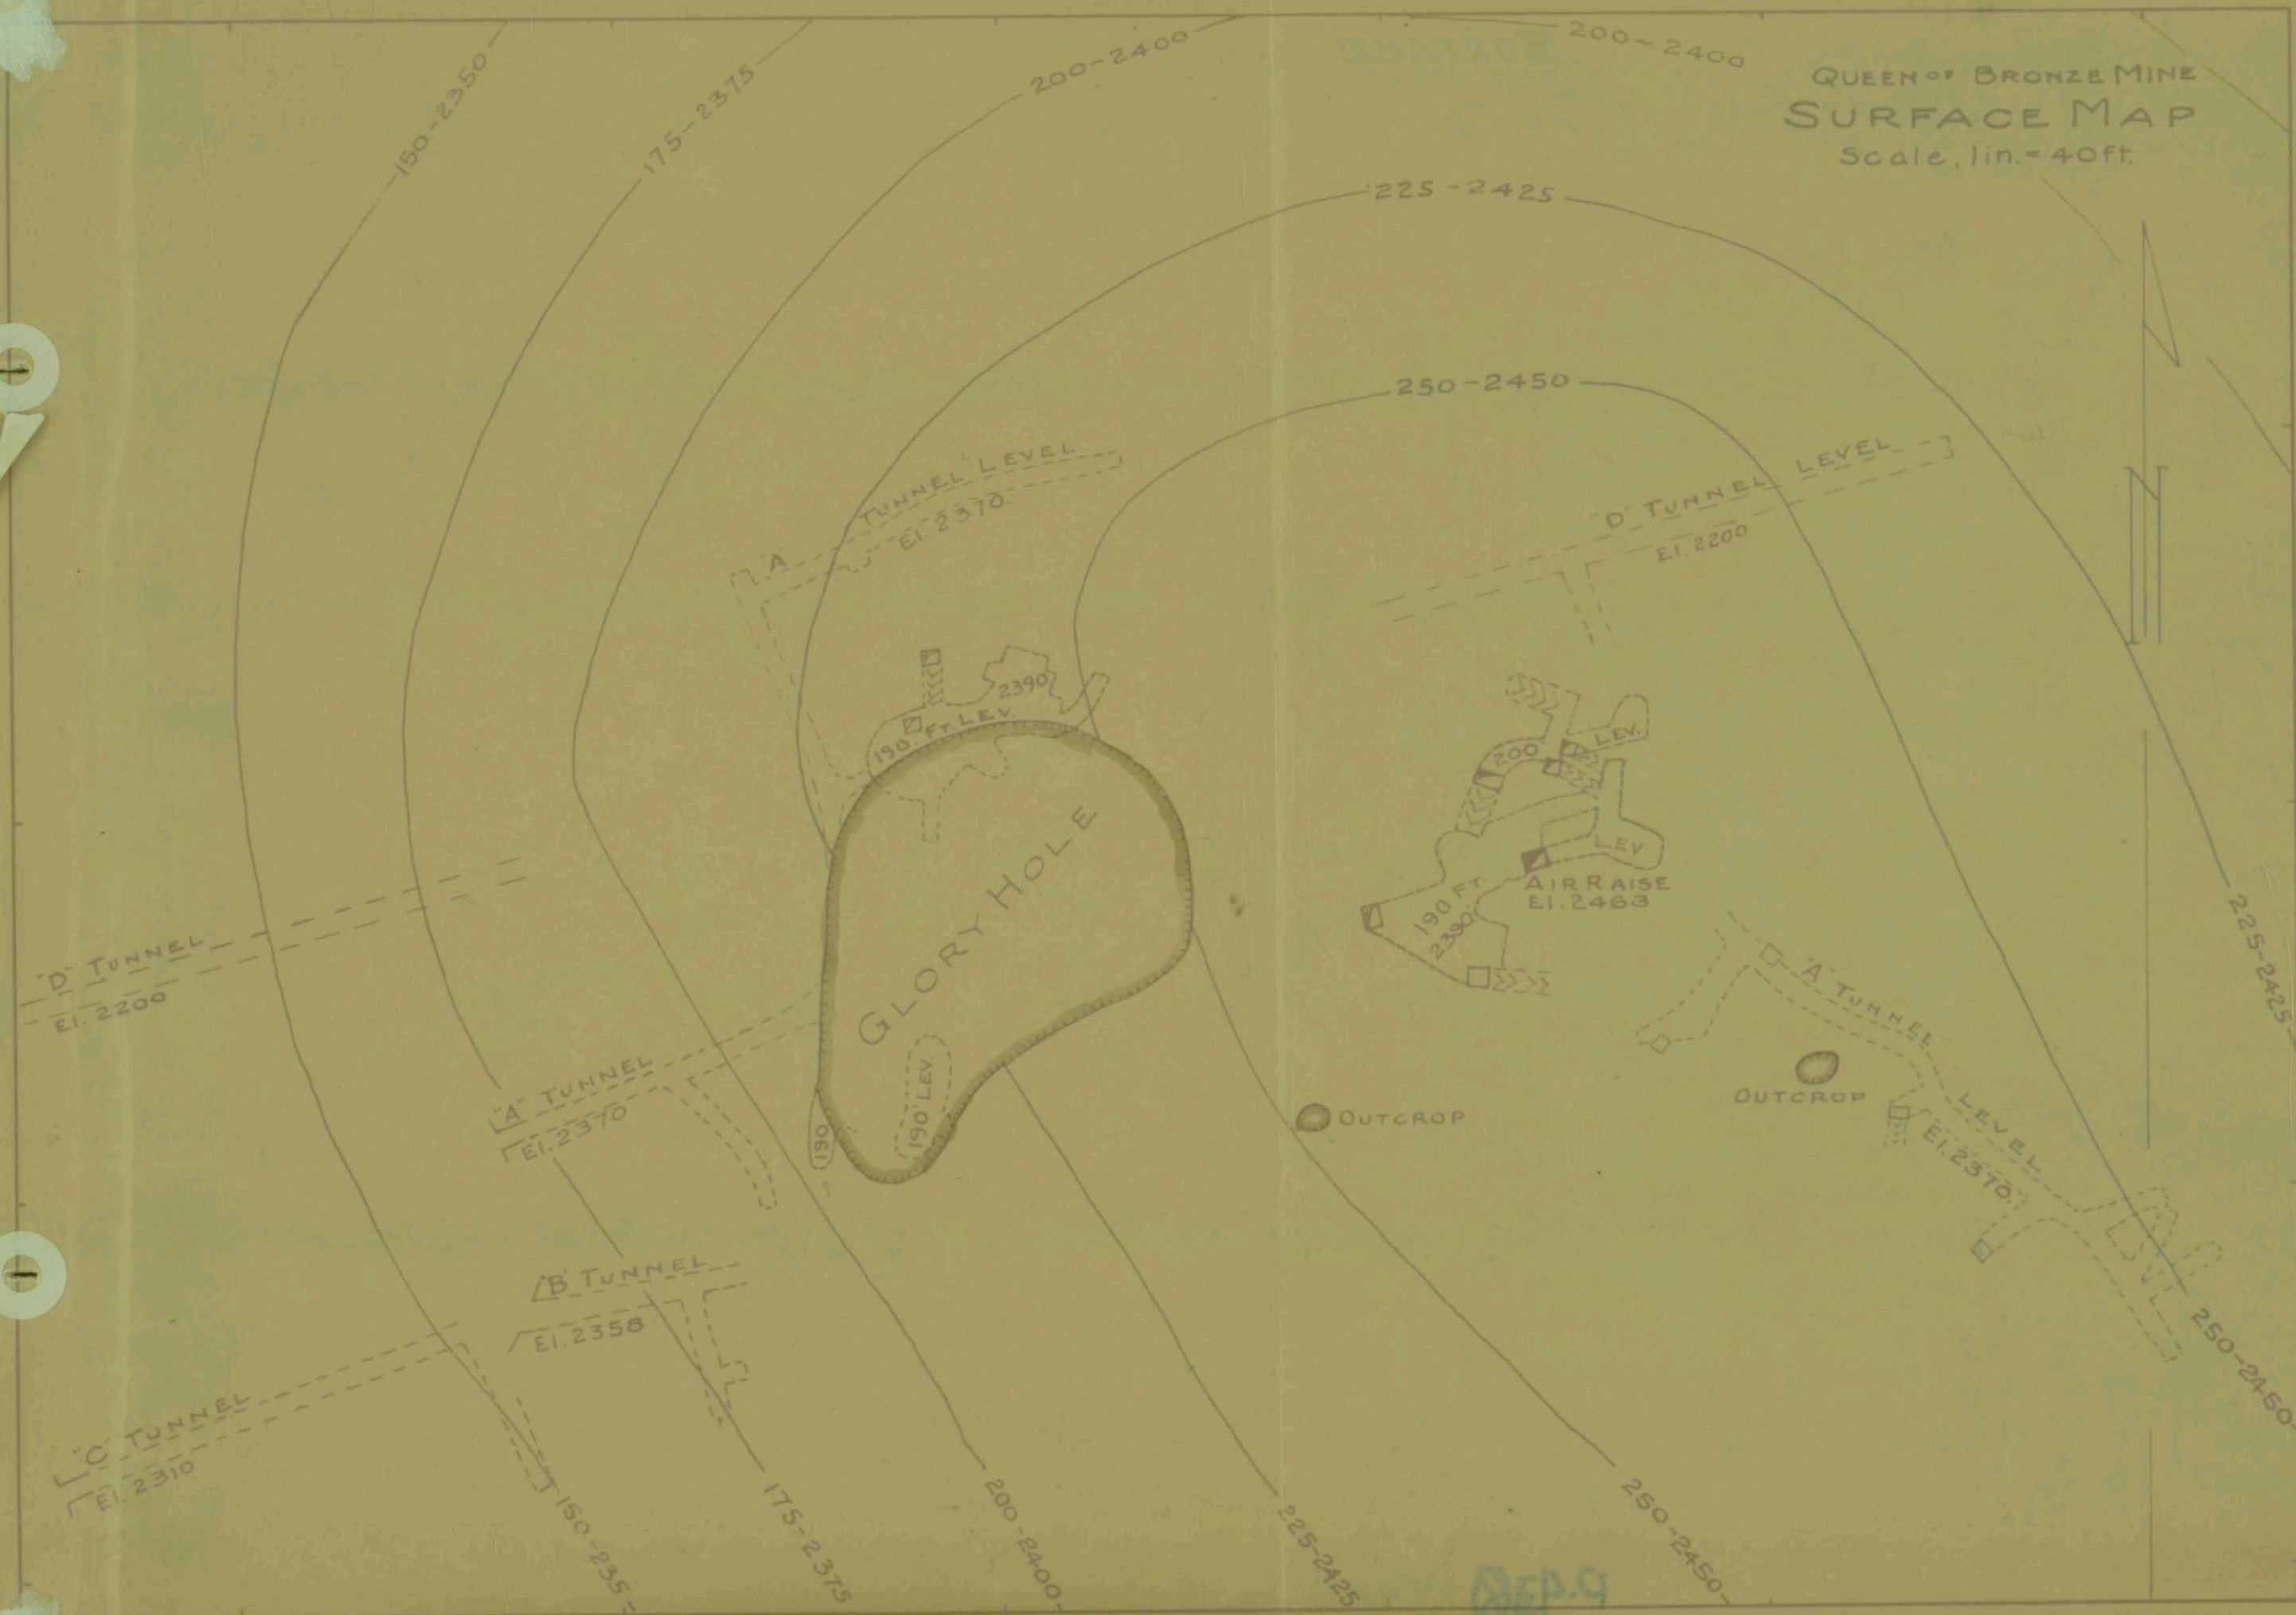 QUEEN OF BRONZE MINE
SURFACE MAP
Scale, 1in. = 40ft.
150-2350
175-2375
200-2400
200-2400
225-2425
250-2450
"A" TUNNEL LEVEL
El. 2370.
"D" TUNNEL LEVEL
El. 2200
N
2390
190 FT. LEV.
200 LEV.
LEV
AIR RAISE
El. 2463
190 FT.
2390
GLORY HOLE
"D" TUNNEL
El. 2200
"A" TUNNEL LEVEL
El. 2370.
225-2425
"A" TUNNEL
El. 2370
190' LEV.
190
OUTCROP
OUTCROP
"B" TUNNEL
El. 2358
"C" TUNNEL
El. 2310
150-235
175-2375
200-2400
225-2425
250-2450
250-2450